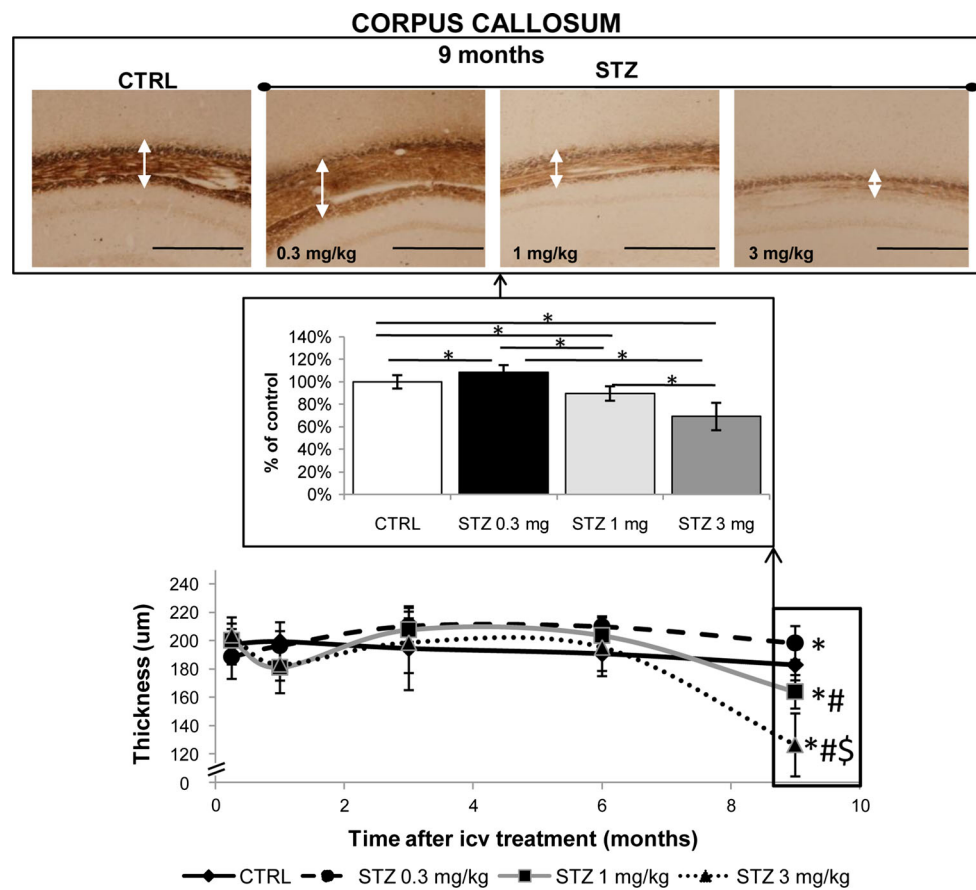 CORPUS CALLOSUM
9 months
CTRL
STZ
0.3 mg/kg
1 mg/kg
3 mg/kg
*
*
*
*
*
*
% of control
140%
120%
100%
80%
60%
40%
20%
0%
CTRL
STZ 0.3 mg
STZ 1 mg
STZ 3 mg
Thickness (um)
240
220
200
180
160
140
120
0
*
*#
*#$
0
2
4
6
8
10
Time after icv treatment (months)
CTRL
STZ 0.3 mg/kg
STZ 1 mg/kg
STZ 3 mg/kg